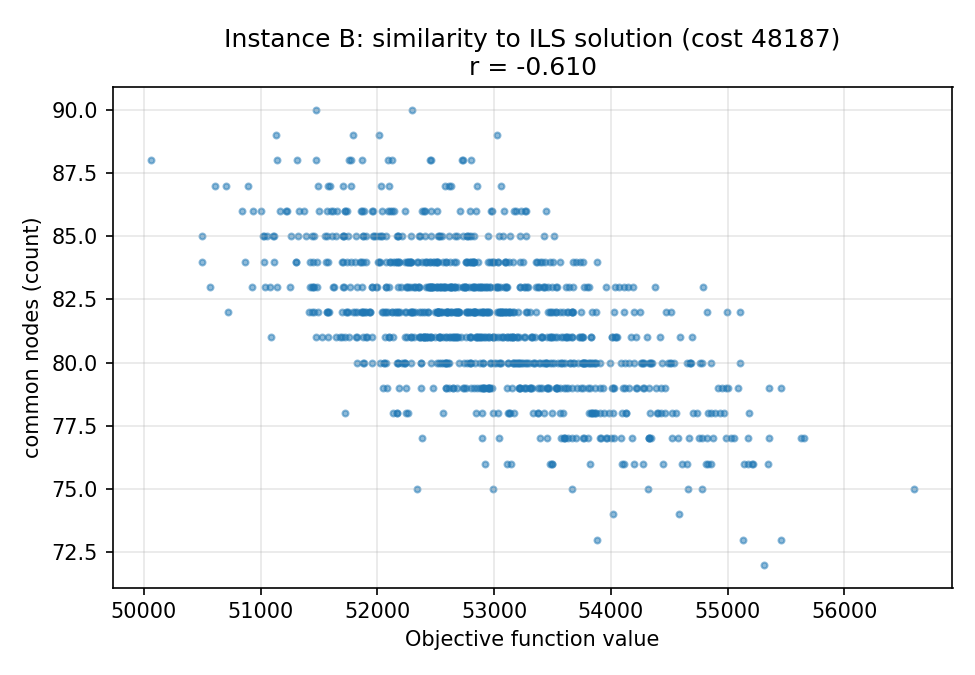 Instance B: similarity to ILS solution (cost 48187)
r = -0.610
common nodes (count)
90.0
87.5
85.0
82.5
80.0
77.5
75.0
72.5
50000 51000 52000 53000 54000 55000 56000
Objective function value